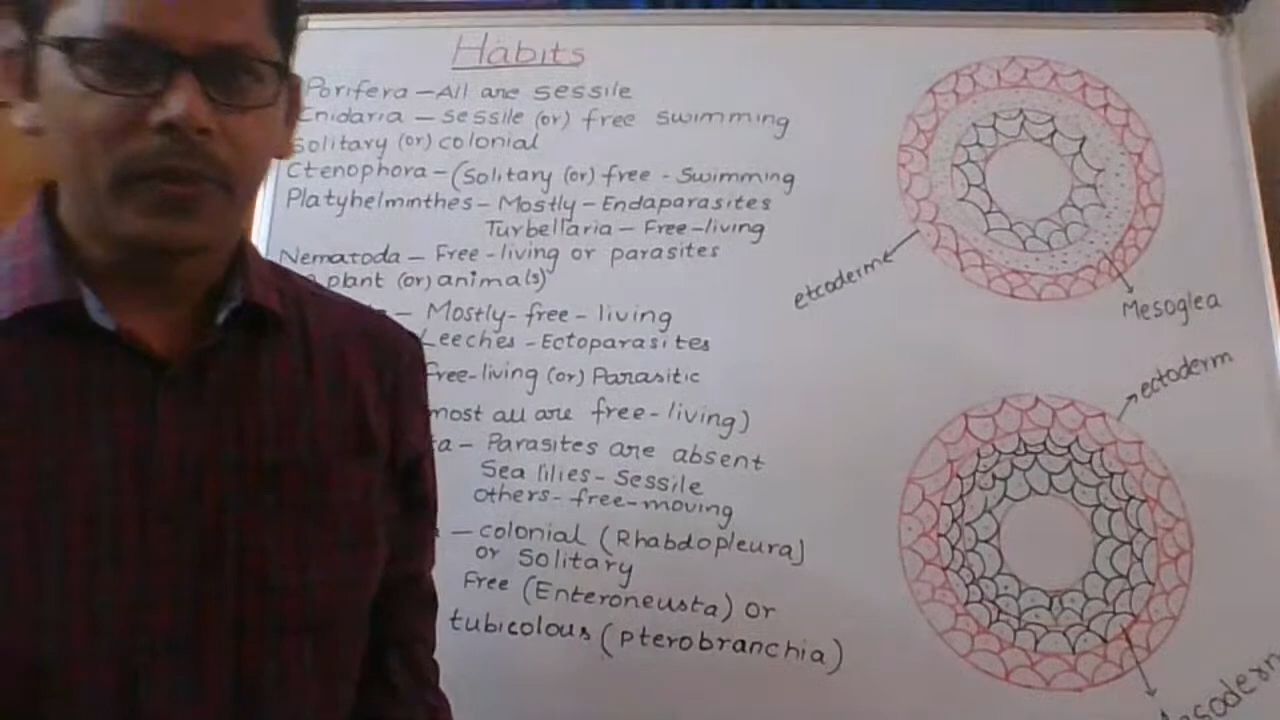 Habits
Porifera - All are sessile
Cnidaria - sessile (or) free swimming
solitary (or) colonial
Ctenophora - (Solitary (or) free - Swimming
Platyhelminthes - Mostly - Endaparasites
Turbellaria - Free-living
Nematoda - Free-living or parasites
plant (or) animal(s)
- Mostly-free-living
Leeches - Ectoparasites
Free-living (or) Parasitic
most all are free-living)
ta - Parasites are absent
Sea lilies - Sessile
others - free-moving
- colonial (Rhabdopleura)
or Solitary
Free (Enteroneusta) or
tubicolous (pterobranchia)
etcoderme
Mesoglea
ectoderm